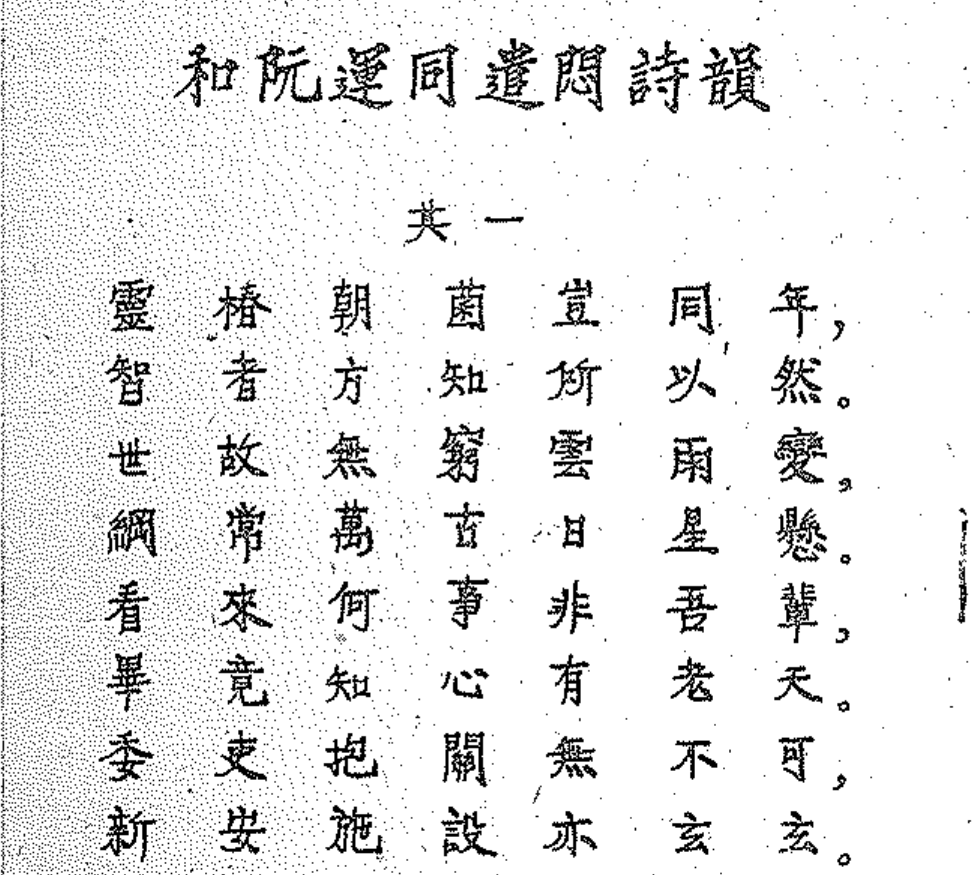 和阮運同遣悶詩韻
其一
靈椿朝菌豈同年，
智者方知所以然。
世故無窮雲雨變，
綱常萬古日星懸。
看來何事非吾輩，
畢竟知心有老天。
委吏抱關無不可，
新安施設亦玄玄。